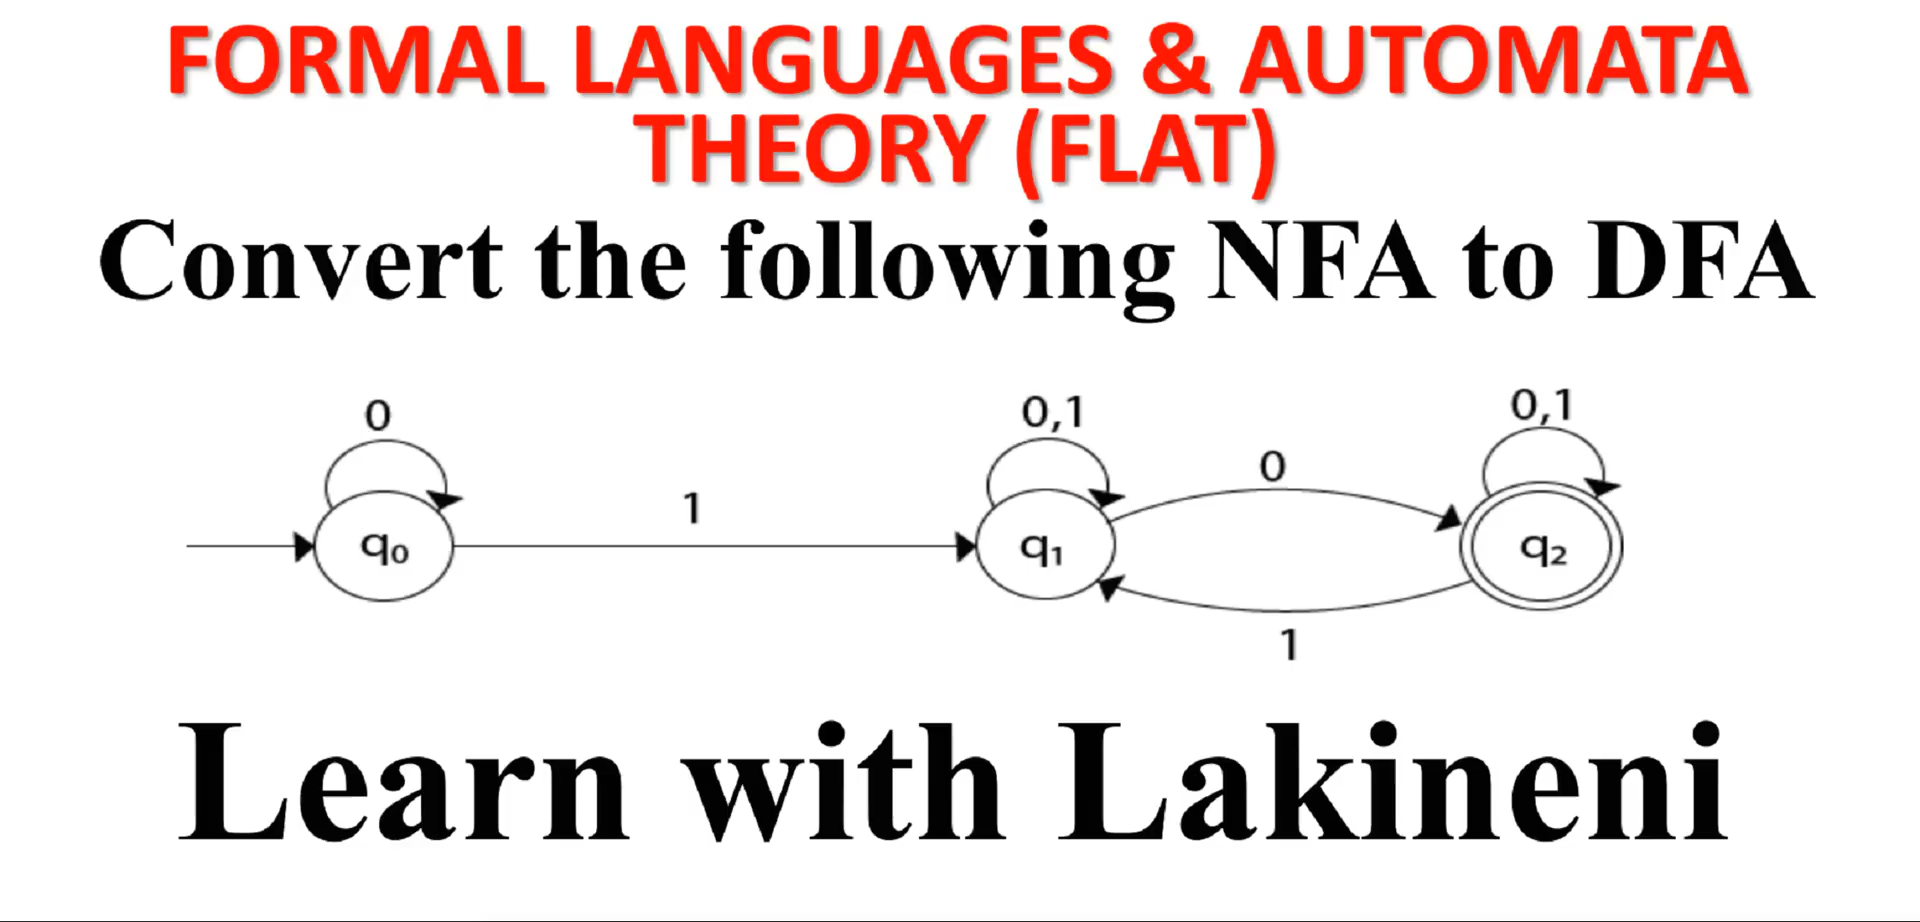 FORMAL LANGUAGES & AUTOMATA
THEORY (FLAT)
Convert the following NFA to DFA
0
0,1
0,1
0
1
q₀
q₁
q₂
1
Learn with Lakineni